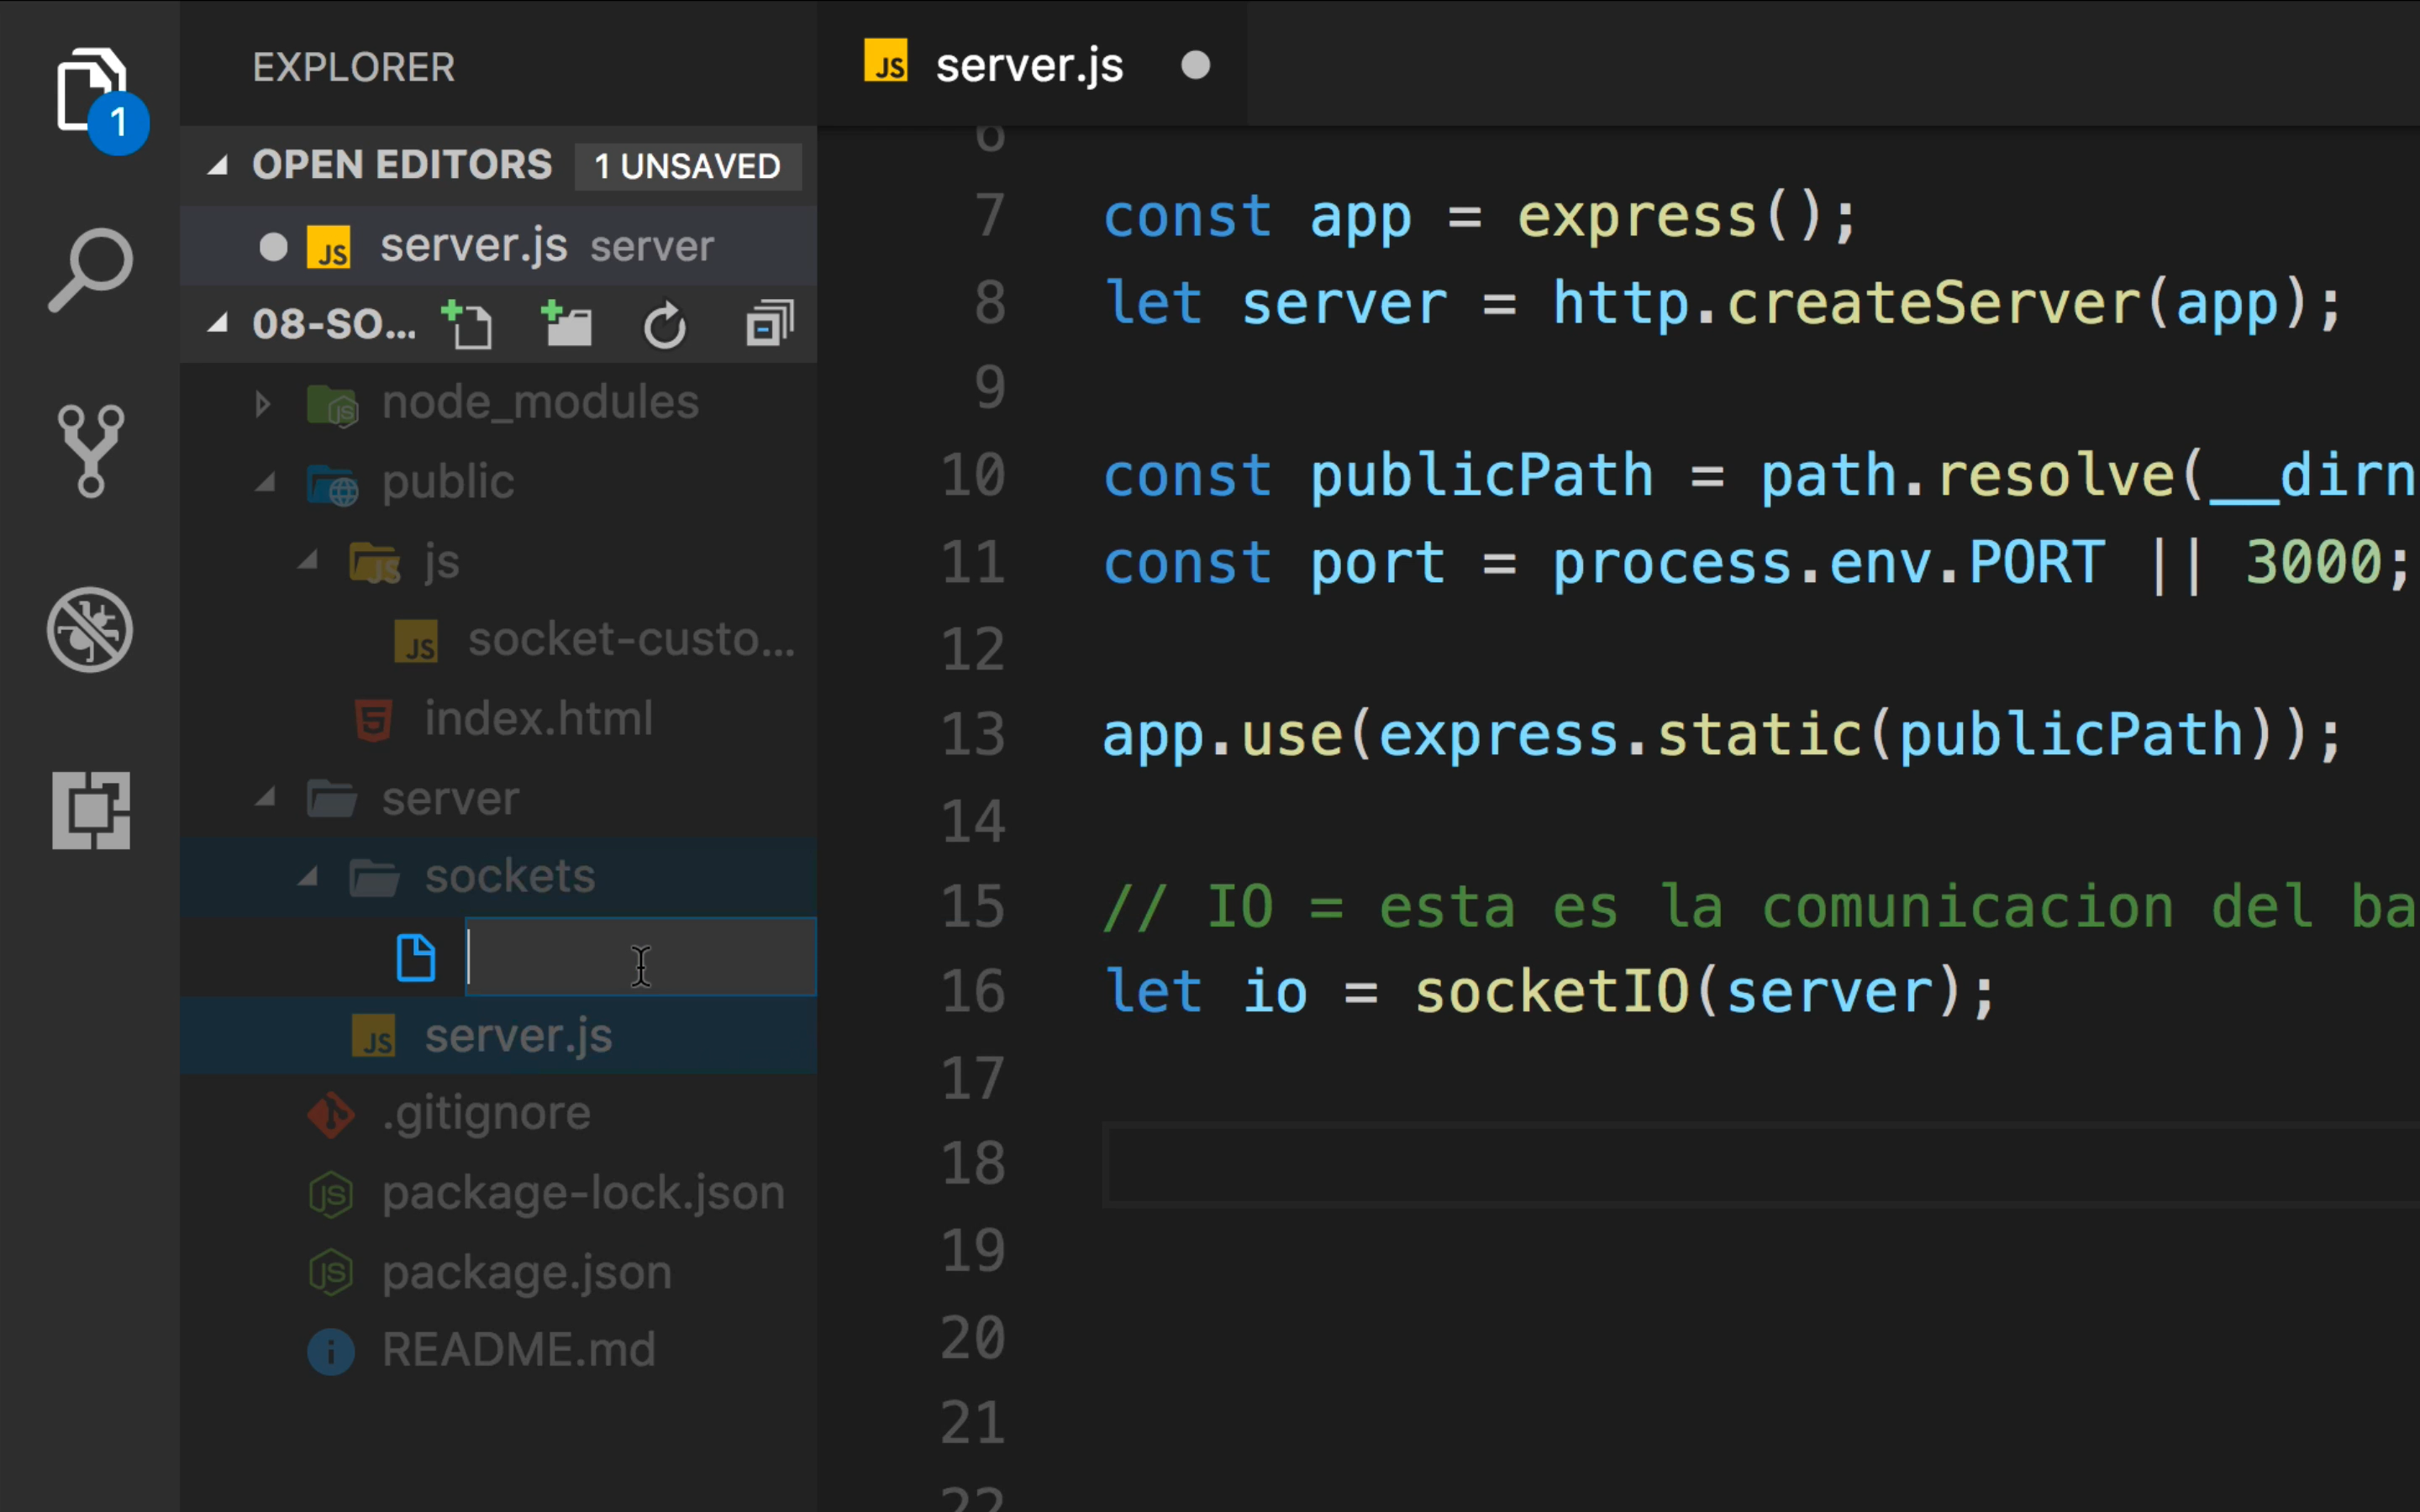 EXPLORER
OPEN EDITORS 1 UNSAVED
server.js server
08-SO...
node_modules
public
js
socket-custo...
index.html
server
sockets
server.js
.gitignore
package-lock.json
package.json
README.md
1
server.js
6
7 const app = express();
8 let server = http.createServer(app);
9
10 const publicPath = path.resolve(__dirn
11 const port = process.env.PORT || 3000;
12
13 app.use(express.static(publicPath));
14
15 // IO = esta es la comunicacion del ba
16 let io = socketIO(server);
17
18
19
20
21
22